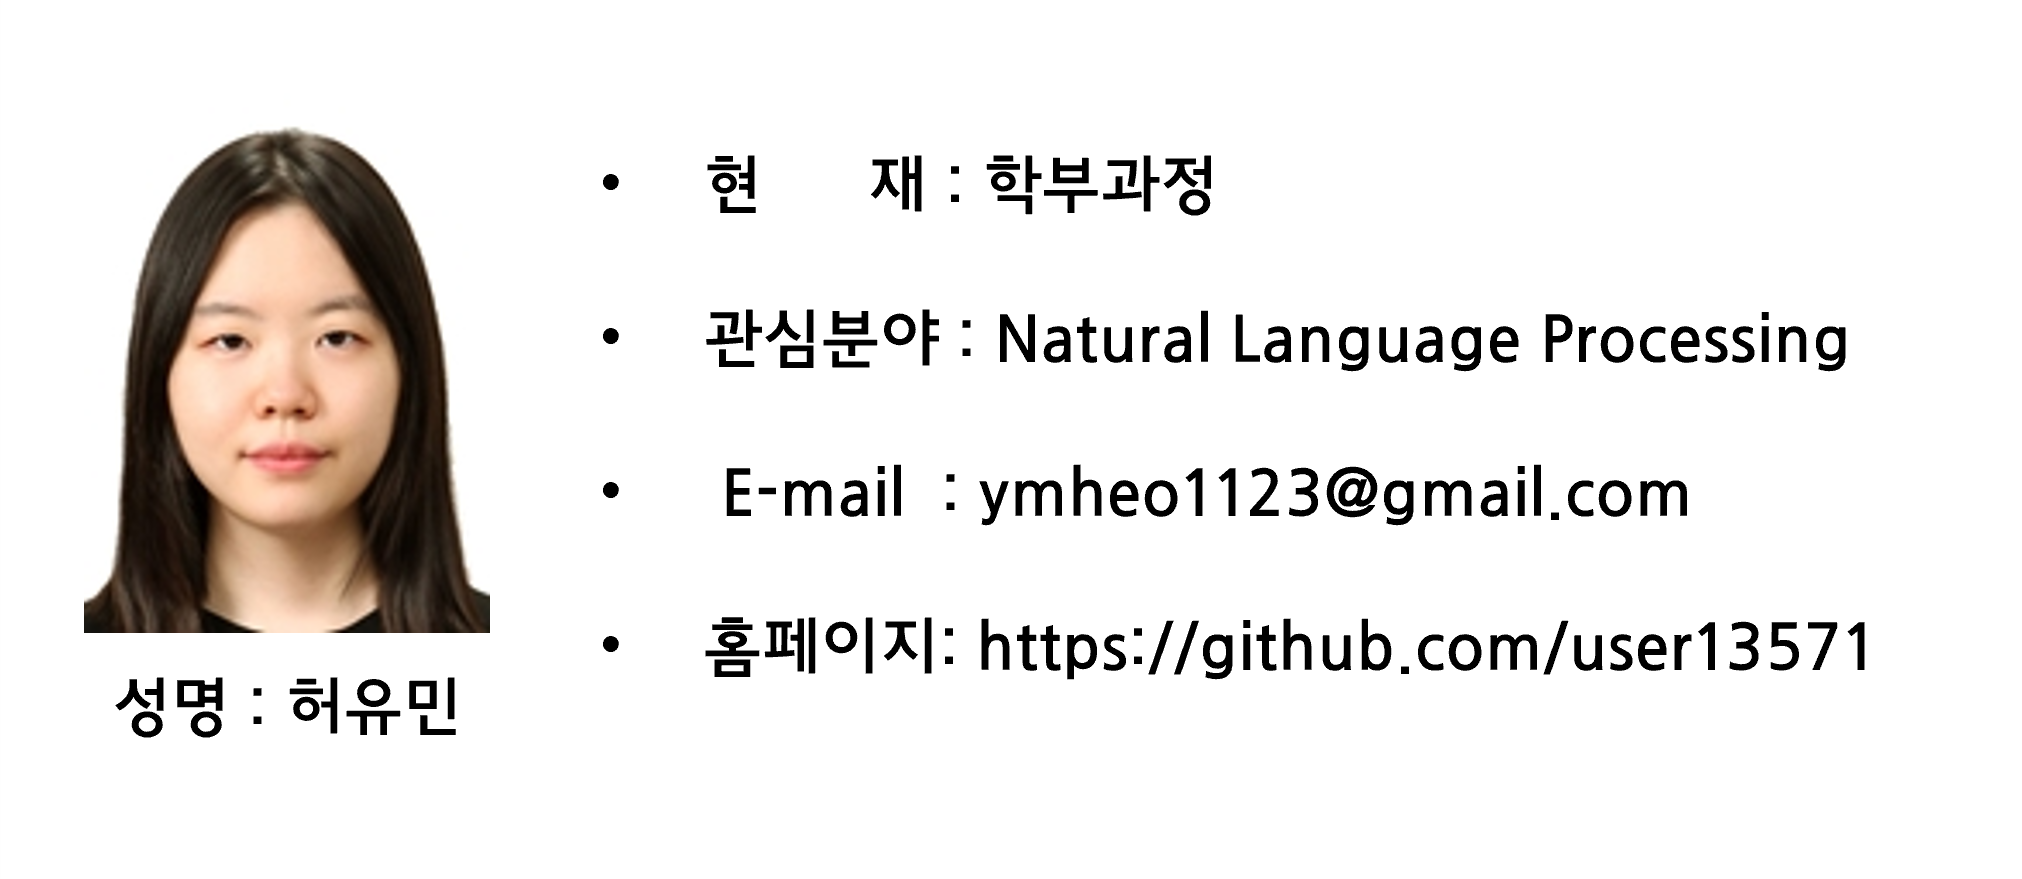 현 재 : 학부과정
관심분야 : Natural Language Processing
E-mail : ymheo1123@gmail.com
홈페이지: https://github.com/user13571
성명 : 허유민